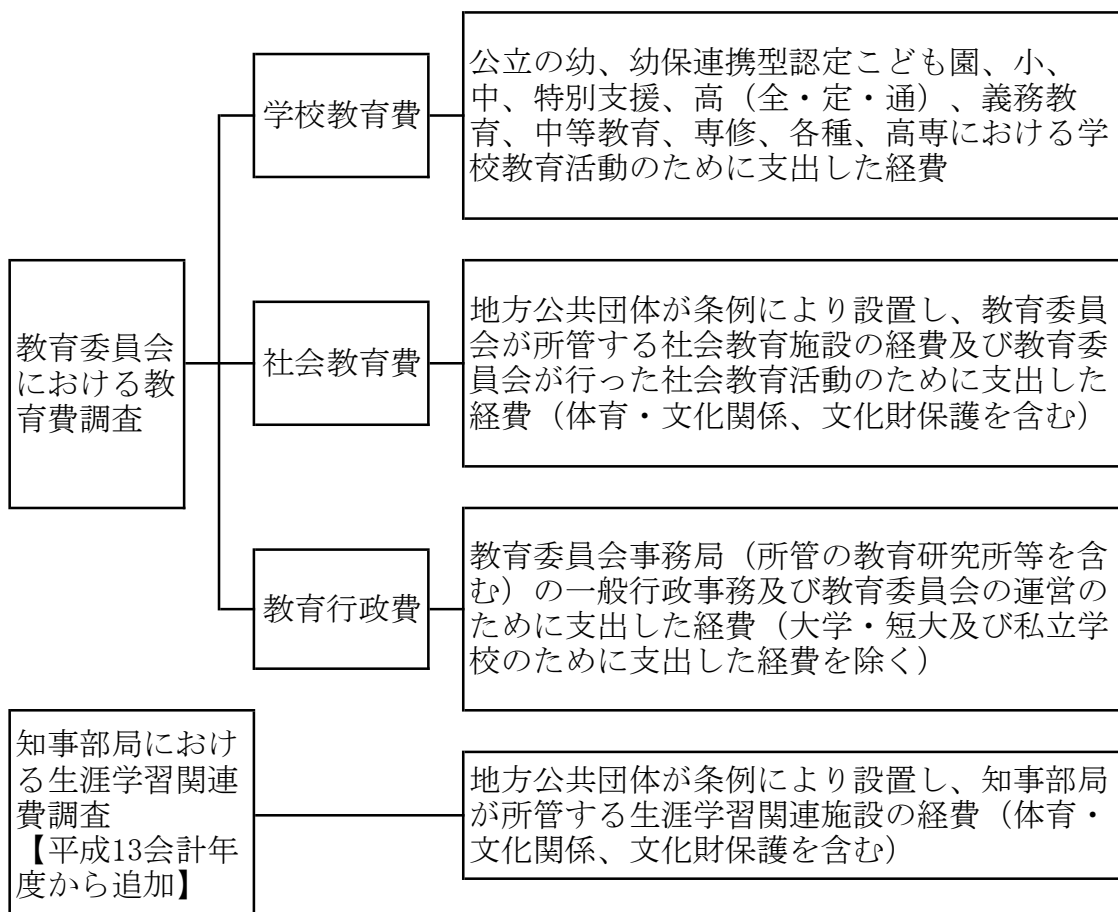 学校教育費
公立の幼、幼保連携型認定こども園、小、
中、特別支援、高（全・定・通）、義務教
育、中等教育、専修、各種、高専における学
校教育活動のために支出した経費
教育委員会
における教
育費調査
社会教育費
地方公共団体が条例により設置し、教育委員
会が所管する社会教育施設の経費及び教育委
員会が行った社会教育活動のために支出した
経費（体育・文化関係、文化財保護を含む）
教育行政費
教育委員会事務局（所管の教育研究所等を含
む）の一般行政事務及び教育委員会の運営の
ために支出した経費（大学・短大及び私立学
校のために支出した経費を除く）
知事部局におけ
る生涯学習関連
費調査
【平成13会計年
度から追加】
地方公共団体が条例により設置し、知事部局
が所管する生涯学習関連施設の経費（体育・
文化関係、文化財保護を含む）